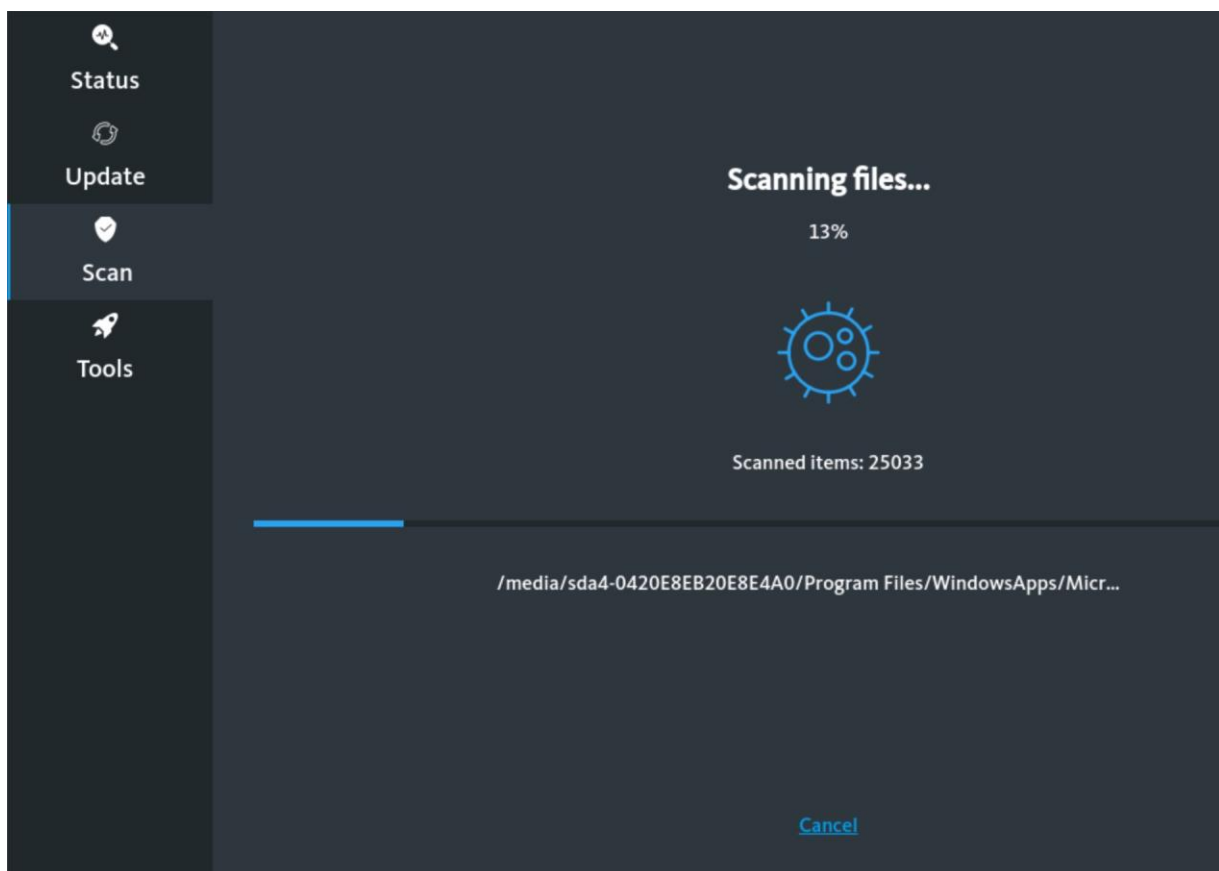 Status
Update
Scan
Tools
Scanning files...
13%
Scanned items: 25033
/media/sda4-0420E8EB20E8E4A0/Program Files/WindowsApps/Micr...
Cancel